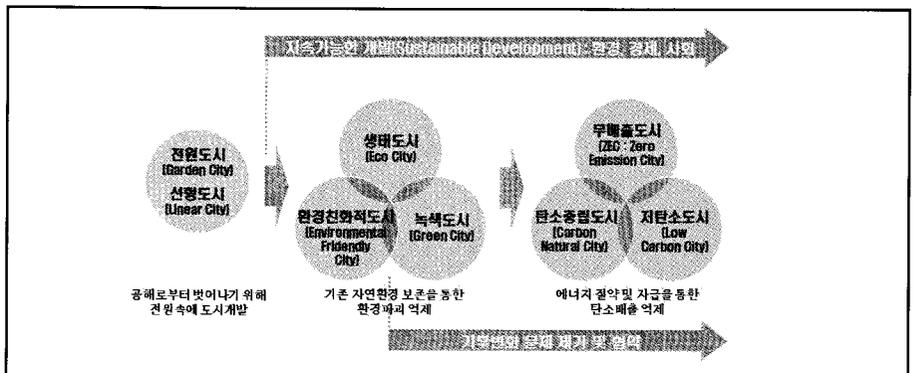 지속가능한 개발(Sustainable Development) : 환경, 경제, 사회
전원도시
(Garden City)
선형도시
(Linear City)
생태도시
(Eco City)
환경친화적도시
(Environmental
Fridendly
City)
녹색도시
(Green City)
무배출도시
(ZEC : Zero
Emission City)
탄소중립도시
(Carbon
Natural City)
저탄소도시
(Low
Carbon City)
공해로부터 벗어나기 위해
전원속에 도시개발
기존 자연환경 보존을 통한
환경파괴 억제
에너지 절약 및 자급을 통한
탄소배출 억제
기후변화 문제 제기 및 협약